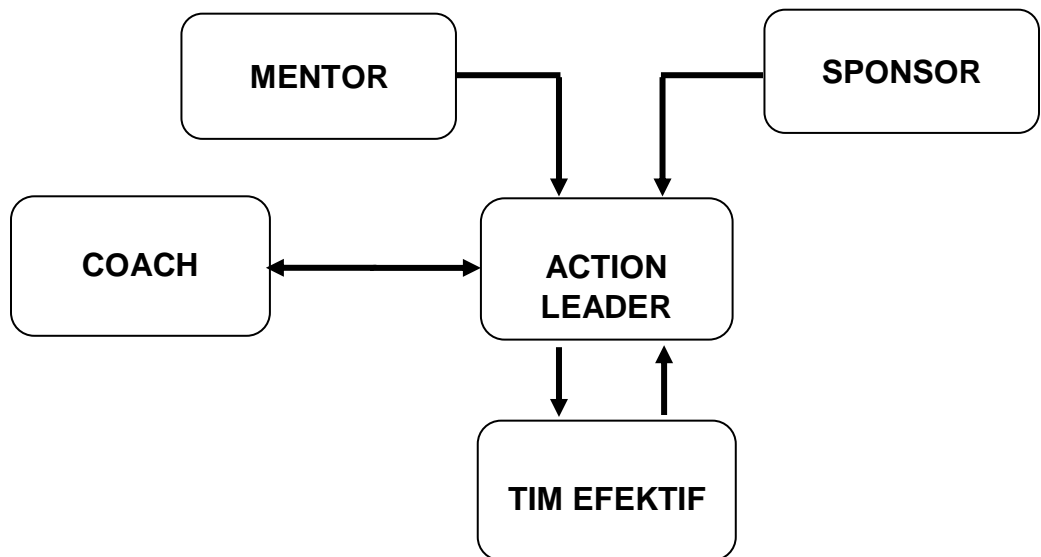 MENTOR
SPONSOR
COACH
ACTION
LEADER
TIM EFEKTIF